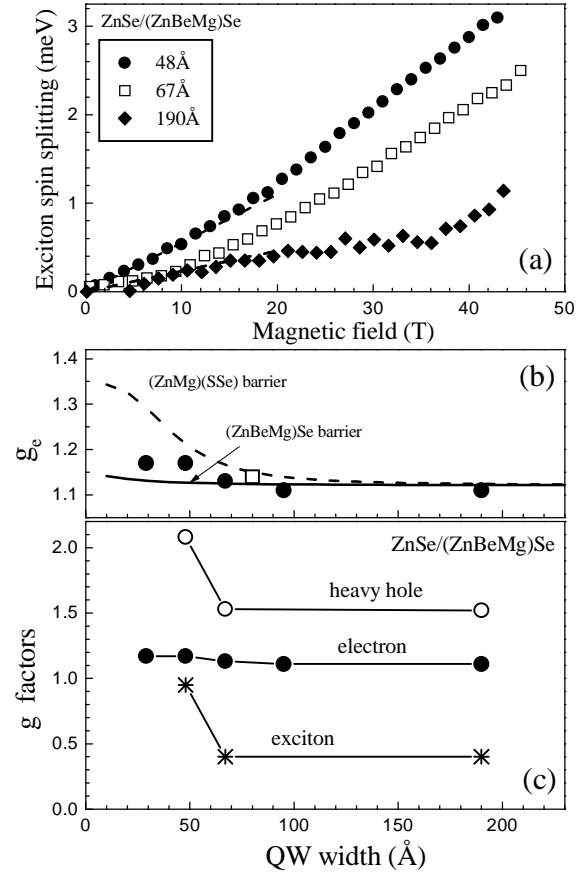 ZnSe/(ZnBeMg)Se
48Å
67Å
190Å
Exciton spin splitting (meV)
3
2
1
0
0 10 20 30 40 50
Magnetic field (T)
(a)
1.4
1.3
1.2
1.1
g_e
(ZnMg)(SSe) barrier
(ZnBeMg)Se barrier
(b)
2.0
1.5
1.0
0.5
0.0
g factors
ZnSe/(ZnBeMg)Se
heavy hole
electron
exciton
(c)
0 50 100 150 200
QW width (Å)